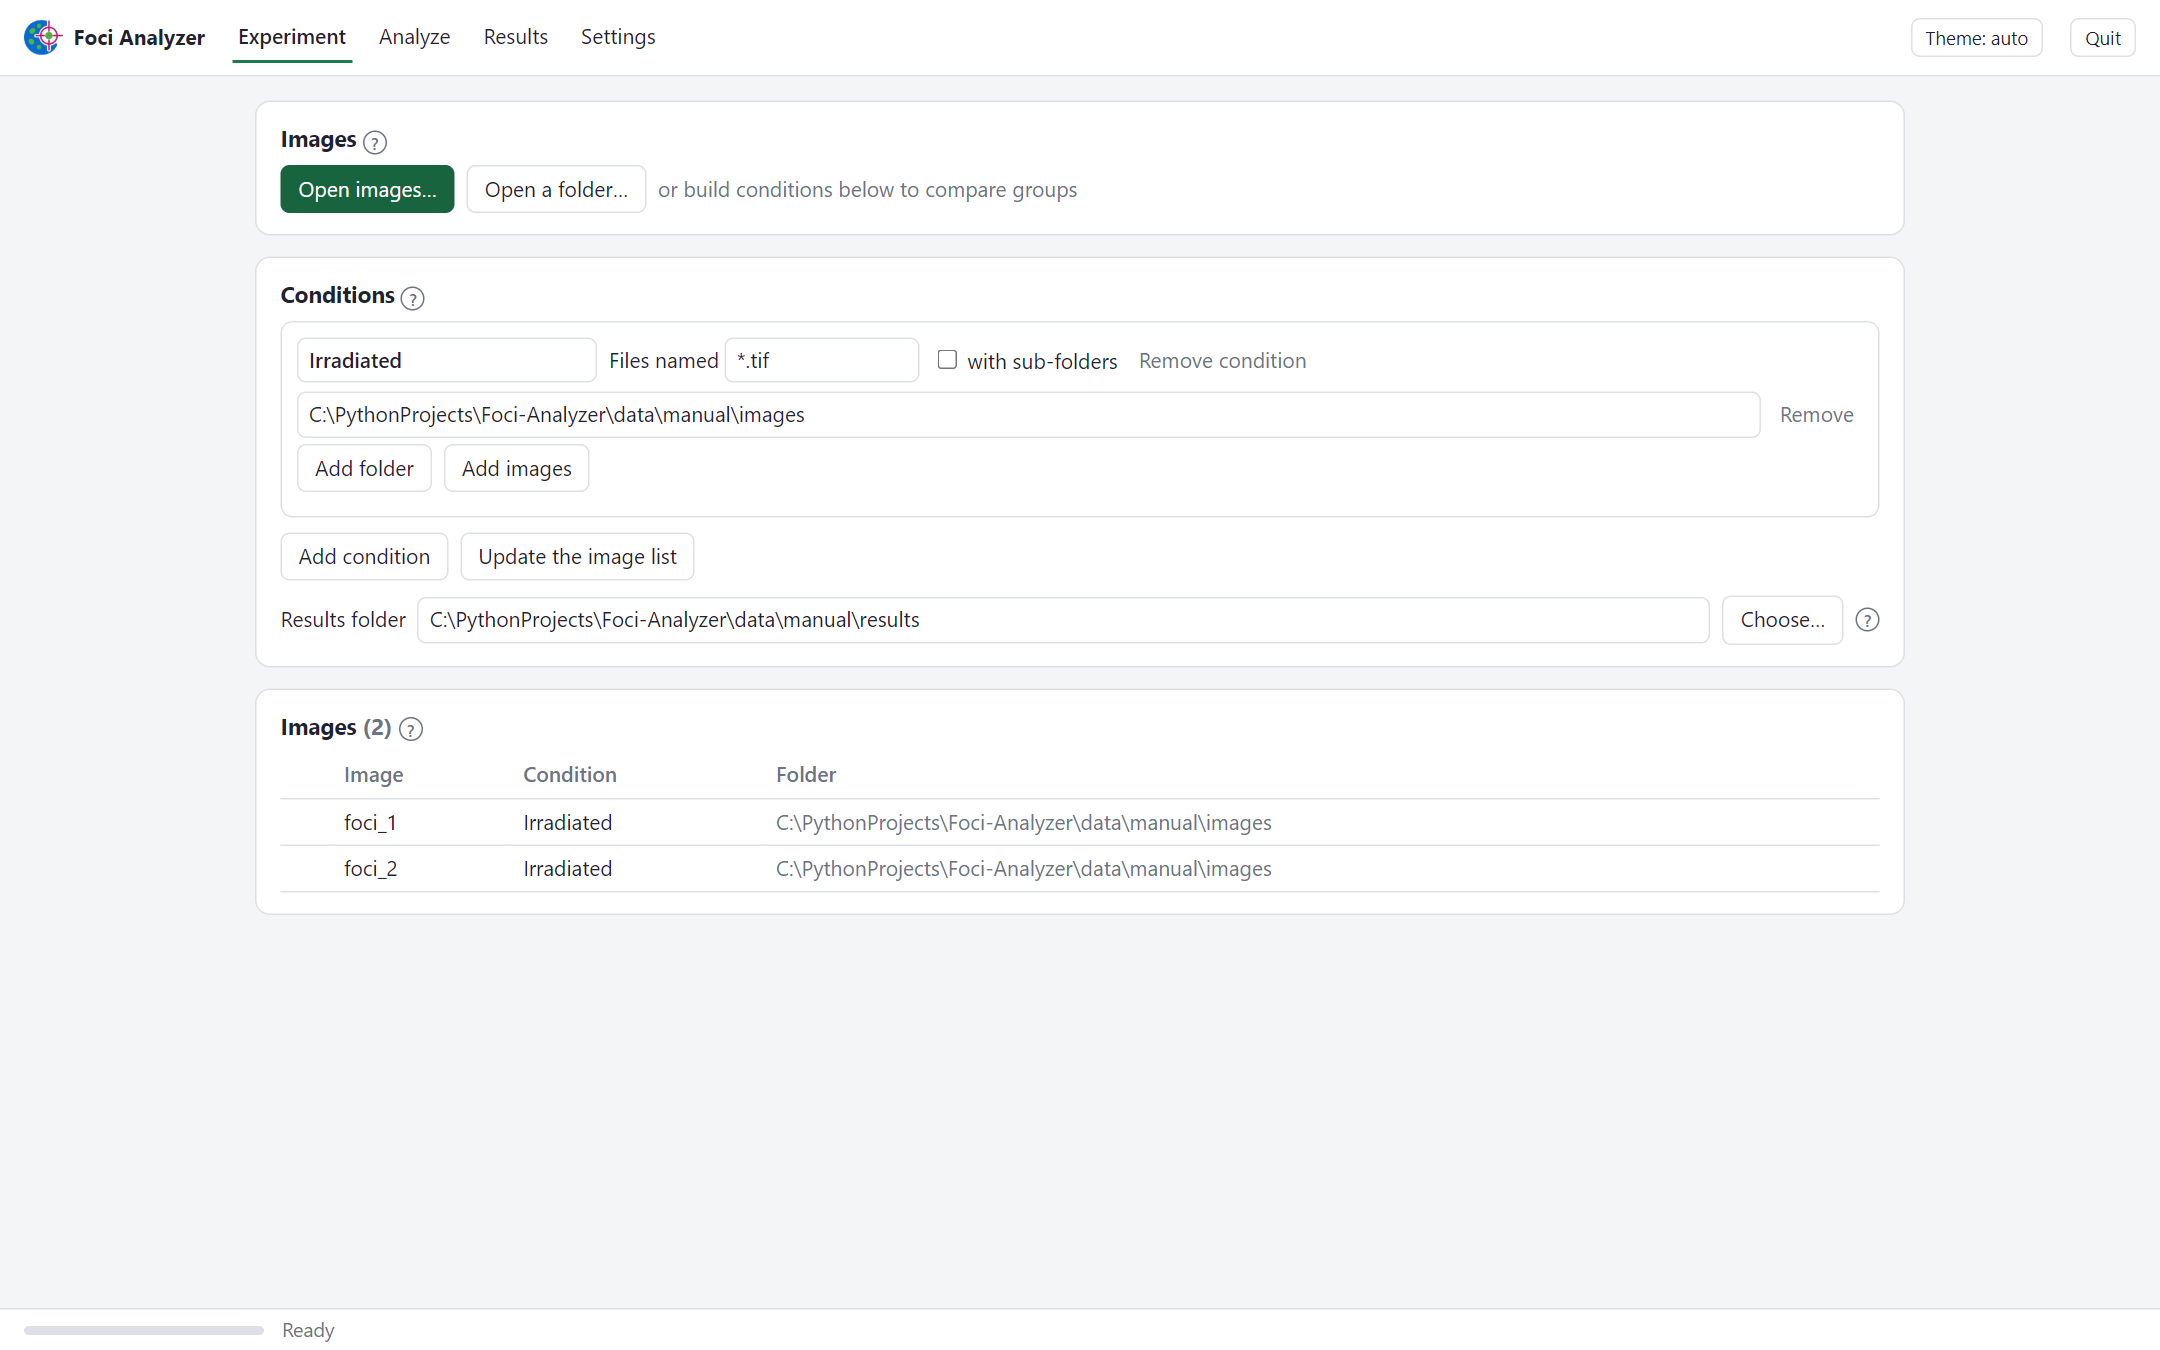 Foci Analyzer Experiment Analyze Results Settings Theme: auto Quit
Images ?
Open images... Open a folder... or build conditions below to compare groups
Conditions ?
Irradiated Files named *.tif with sub-folders Remove condition
C:\PythonProjects\Foci-Analyzer\data\manual\images Remove
Add folder Add images
Add condition Update the image list
Results folder C:\PythonProjects\Foci-Analyzer\data\manual\results Choose... ?
Images (2) ?
Image Condition Folder
foci_1 Irradiated C:\PythonProjects\Foci-Analyzer\data\manual\images
foci_2 Irradiated C:\PythonProjects\Foci-Analyzer\data\manual\images
Ready